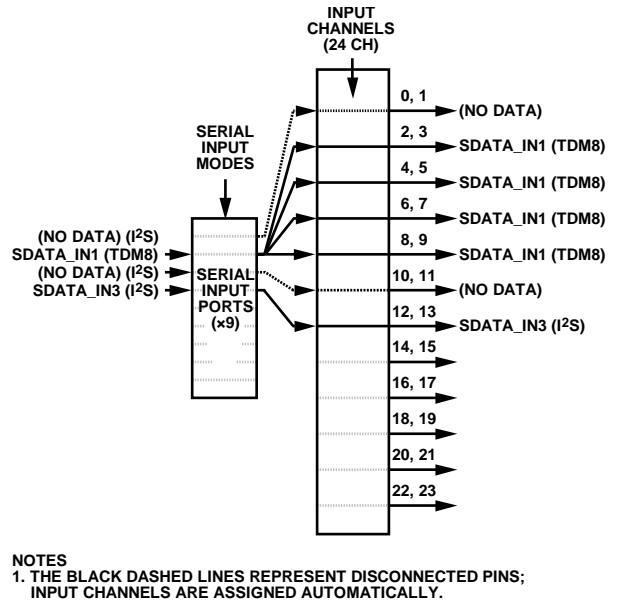 INPUT
CHANNELS
(24 CH)
SERIAL
INPUT
MODES
(NO DATA) (I²S)
SDATA_IN1 (TDM8)
(NO DATA) (I²S)
SDATA_IN3 (I²S)
SERIAL
INPUT
PORTS
(×9)
0, 1
(NO DATA)
2, 3
SDATA_IN1 (TDM8)
4, 5
SDATA_IN1 (TDM8)
6, 7
SDATA_IN1 (TDM8)
8, 9
SDATA_IN1 (TDM8)
10, 11
(NO DATA)
12, 13
SDATA_IN3 (I²S)
14, 15
16, 17
18, 19
20, 21
22, 23
NOTES
1. THE BLACK DASHED LINES REPRESENT DISCONNECTED PINS;
INPUT CHANNELS ARE ASSIGNED AUTOMATICALLY.